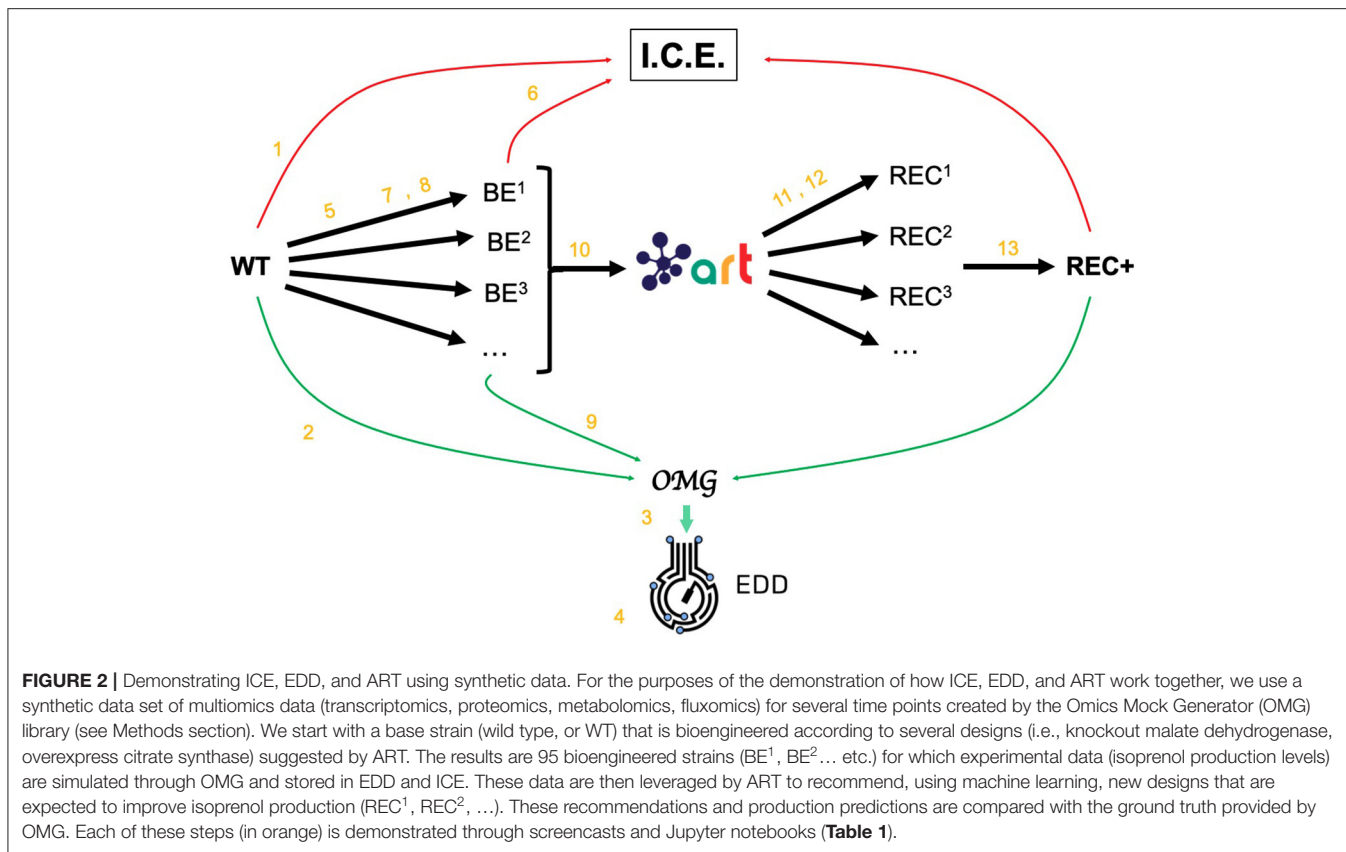 I.C.E.
6
1
5
7 , 8
BE¹
BE²
BE³
...
WT
10
art
11 , 12
REC¹
REC²
REC³
...
13
REC+
2
9
OMG
3
EDD
4
FIGURE 2 | Demonstrating ICE, EDD, and ART using synthetic data. For the purposes of the demonstration of how ICE, EDD, and ART work together, we use a
synthetic data set of multiomics data (transcriptomics, proteomics, metabolomics, fluxomics) for several time points created by the Omics Mock Generator (OMG)
library (see Methods section). We start with a base strain (wild type, or WT) that is bioengineered according to several designs (i.e., knockout malate dehydrogenase,
overexpress citrate synthase) suggested by ART. The results are 95 bioengineered strains (BE¹, BE²... etc.) for which experimental data (isoprenol production levels)
are simulated through OMG and stored in EDD and ICE. These data are then leveraged by ART to recommend, using machine learning, new designs that are
expected to improve isoprenol production (REC¹, REC², ...). These recommendations and production predictions are compared with the ground truth provided by
OMG. Each of these steps (in orange) is demonstrated through screencasts and Jupyter notebooks (Table 1).